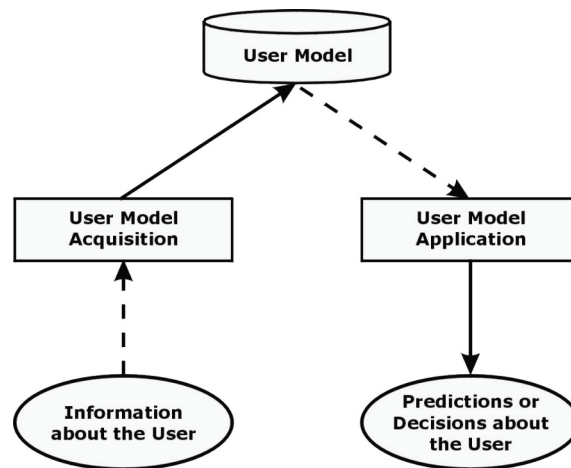 User Model
User Model
Acquisition
User Model
Application
Information
about the User
Predictions or
Decisions about
the User